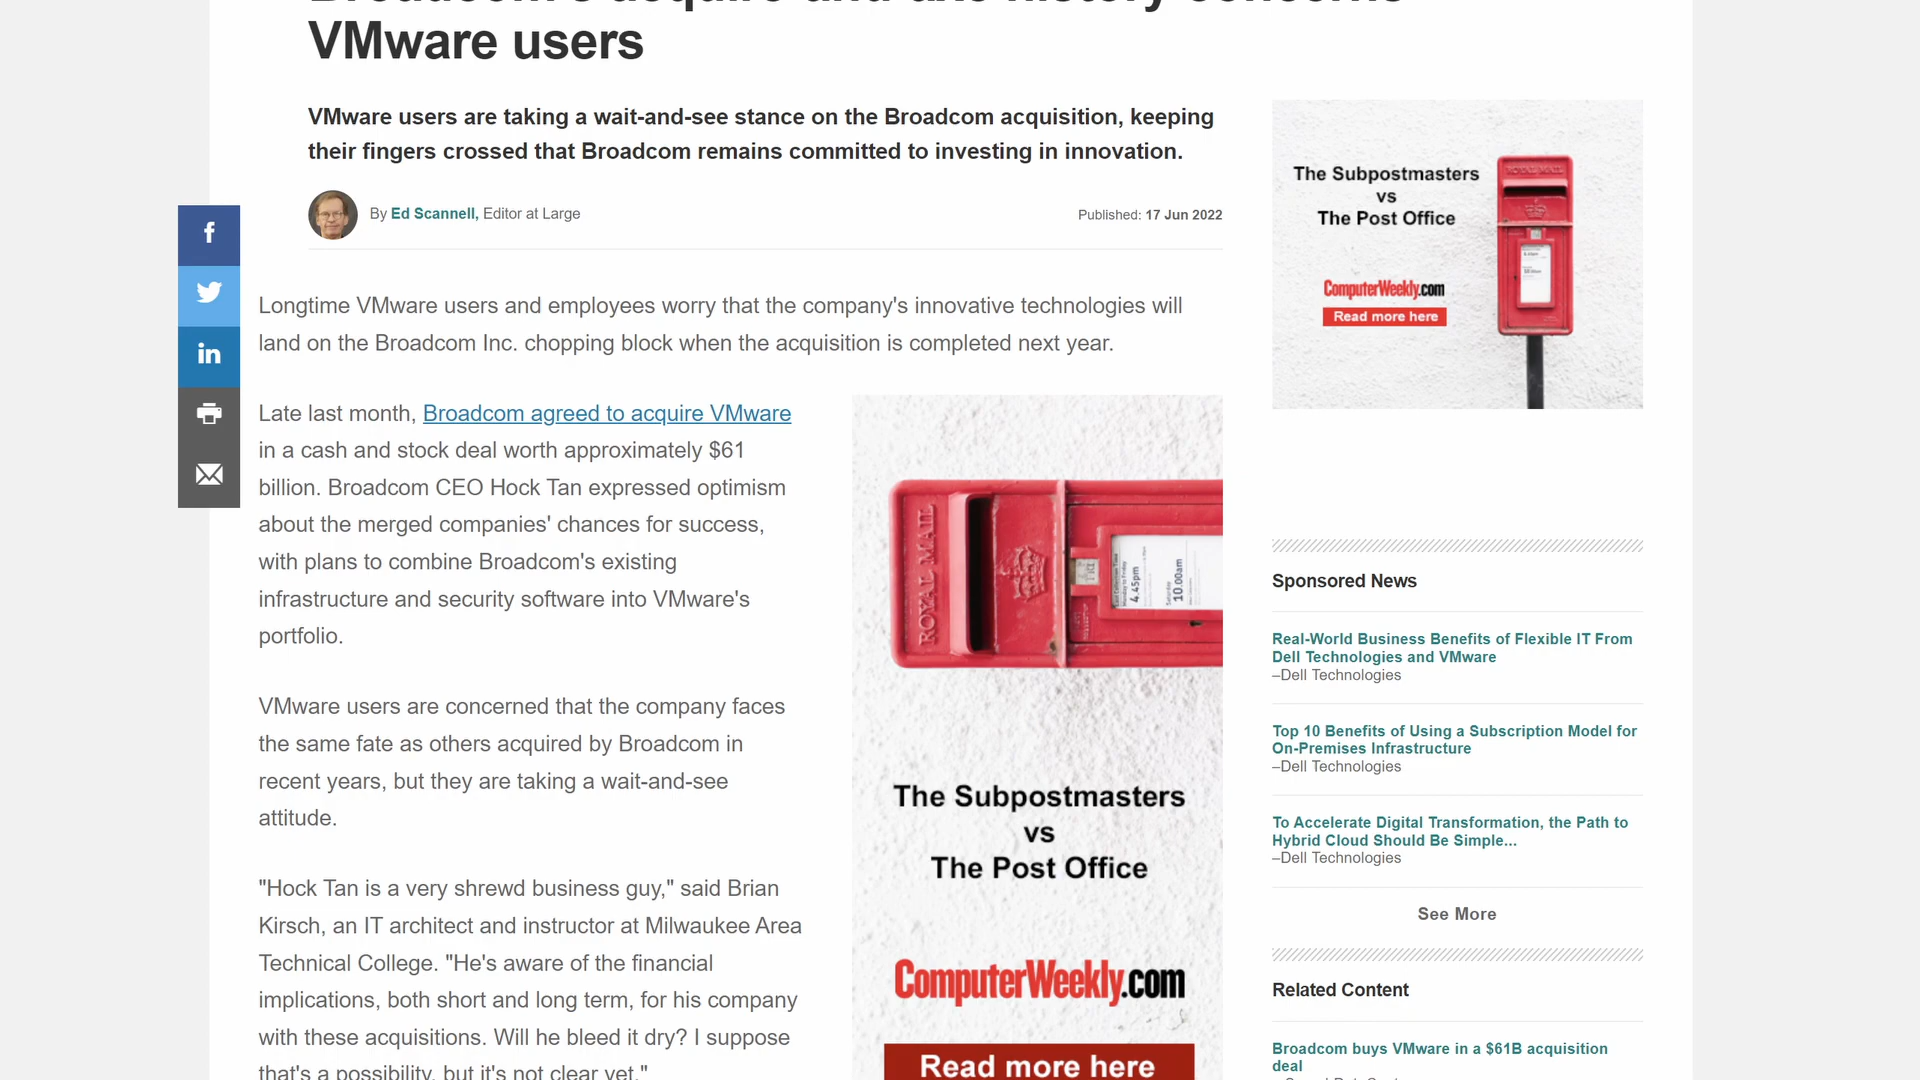 Broadcom's acquire-and-axe history concerns
VMware users
VMware users are taking a wait-and-see stance on the Broadcom acquisition, keeping
their fingers crossed that Broadcom remains committed to investing in innovation.
By Ed Scannell, Editor at Large
Published: 17 Jun 2022
Longtime VMware users and employees worry that the company's innovative technologies will
land on the Broadcom Inc. chopping block when the acquisition is completed next year.
Late last month, Broadcom agreed to acquire VMware
in a cash and stock deal worth approximately $61
billion. Broadcom CEO Hock Tan expressed optimism
about the merged companies' chances for success,
with plans to combine Broadcom's existing
infrastructure and security software into VMware's
portfolio.
VMware users are concerned that the company faces
the same fate as others acquired by Broadcom in
recent years, but they are taking a wait-and-see
attitude.
"Hock Tan is a very shrewd business guy," said Brian
Kirsch, an IT architect and instructor at Milwaukee Area
Technical College. "He's aware of the financial
implications, both short and long term, for his company
with these acquisitions. Will he bleed it dry? I suppose
that's a possibility, but it's not clear yet."
ROYAL MAIL
4.45pm
Saturday
10.00am
The Subpostmasters
vs
The Post Office
ComputerWeekly.com
Read more here
The Subpostmasters
vs
The Post Office
ComputerWeekly.com
Read more here
ROYAL MAIL
Sponsored News
Real-World Business Benefits of Flexible IT From
Dell Technologies and VMware
–Dell Technologies
Top 10 Benefits of Using a Subscription Model for
On-Premises Infrastructure
–Dell Technologies
To Accelerate Digital Transformation, the Path to
Hybrid Cloud Should Be Simple...
–Dell Technologies
See More
Related Content
Broadcom buys VMware in a $61B acquisition
deal